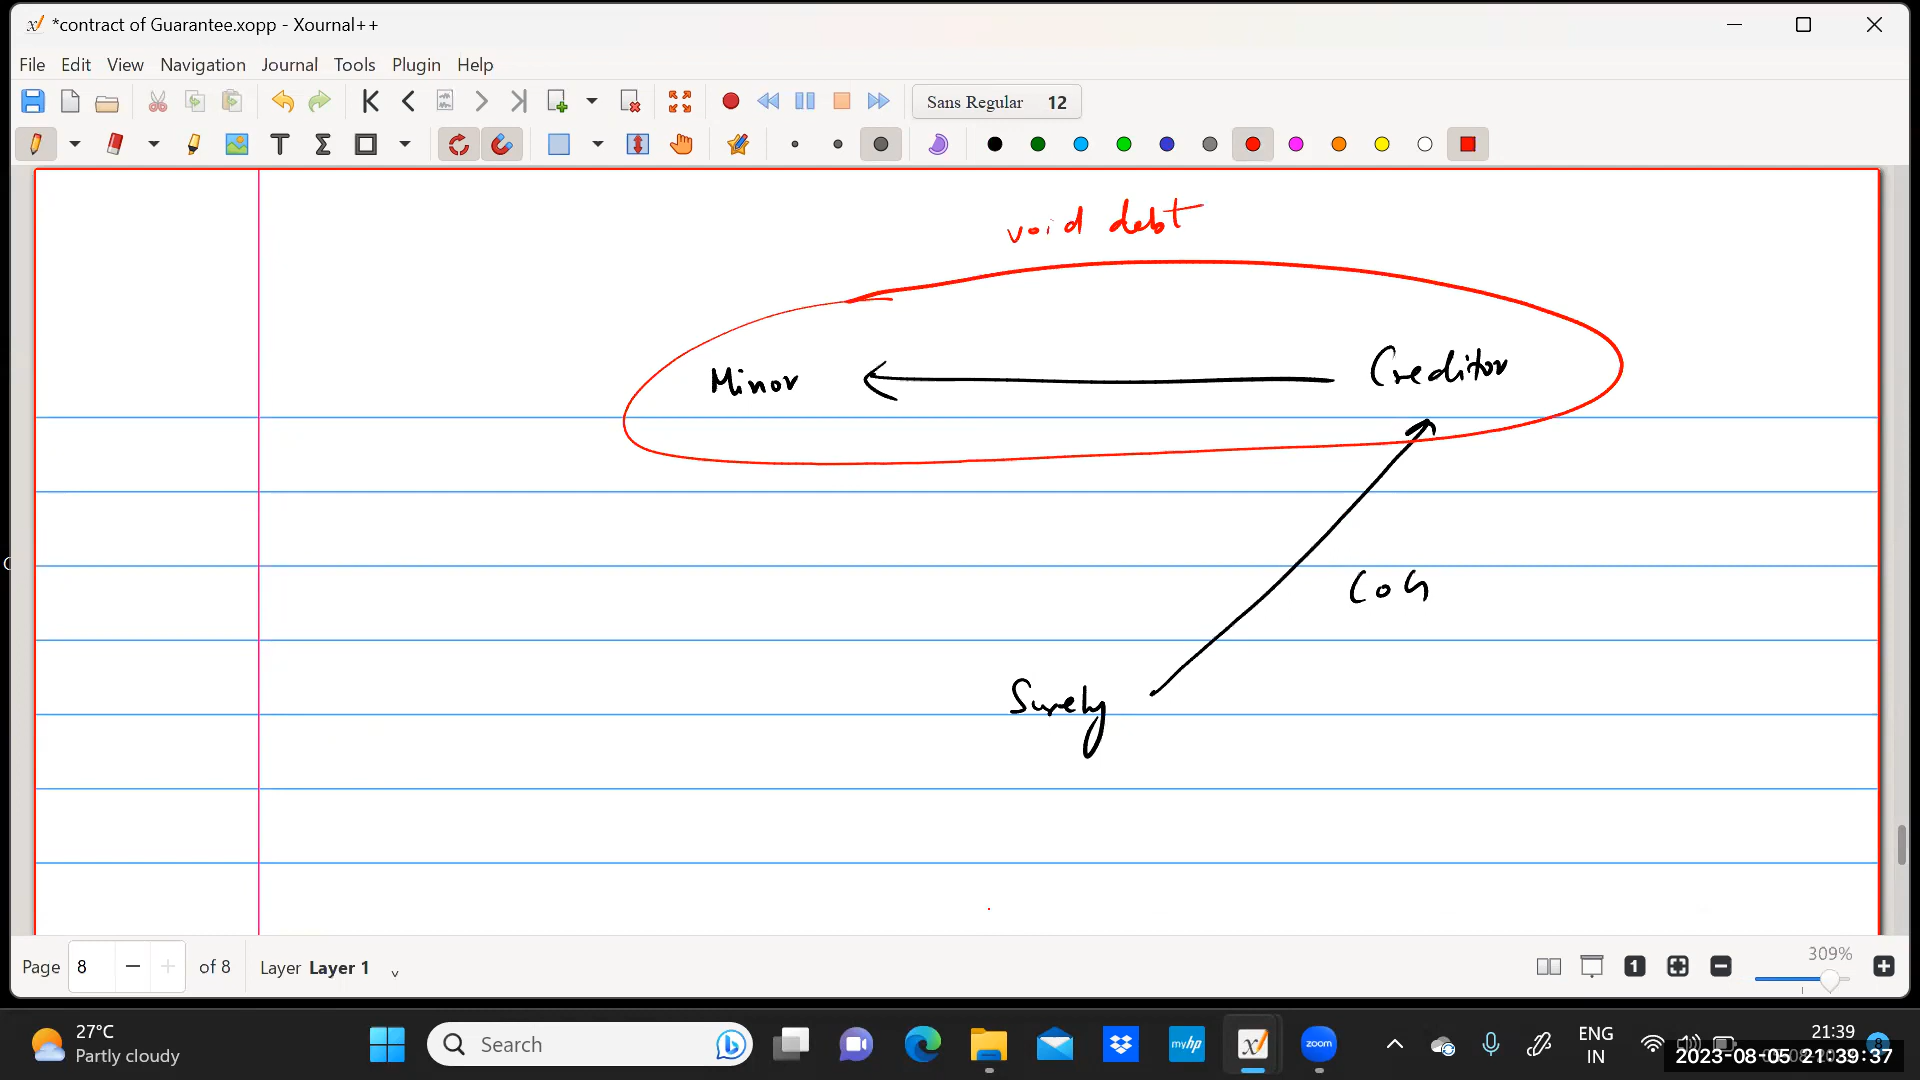 *contract of Guarantee.xopp - Xournal++
File Edit View Navigation Journal Tools Plugin Help
Sans Regular 12
void debt
Minor
Creditor
CoG
Surety
Page 8 of 8 Layer Layer 1
309%
27°C
Partly cloudy
Search
myhp
zoom
ENG
IN
21:39
2023-08-05 21:39:37